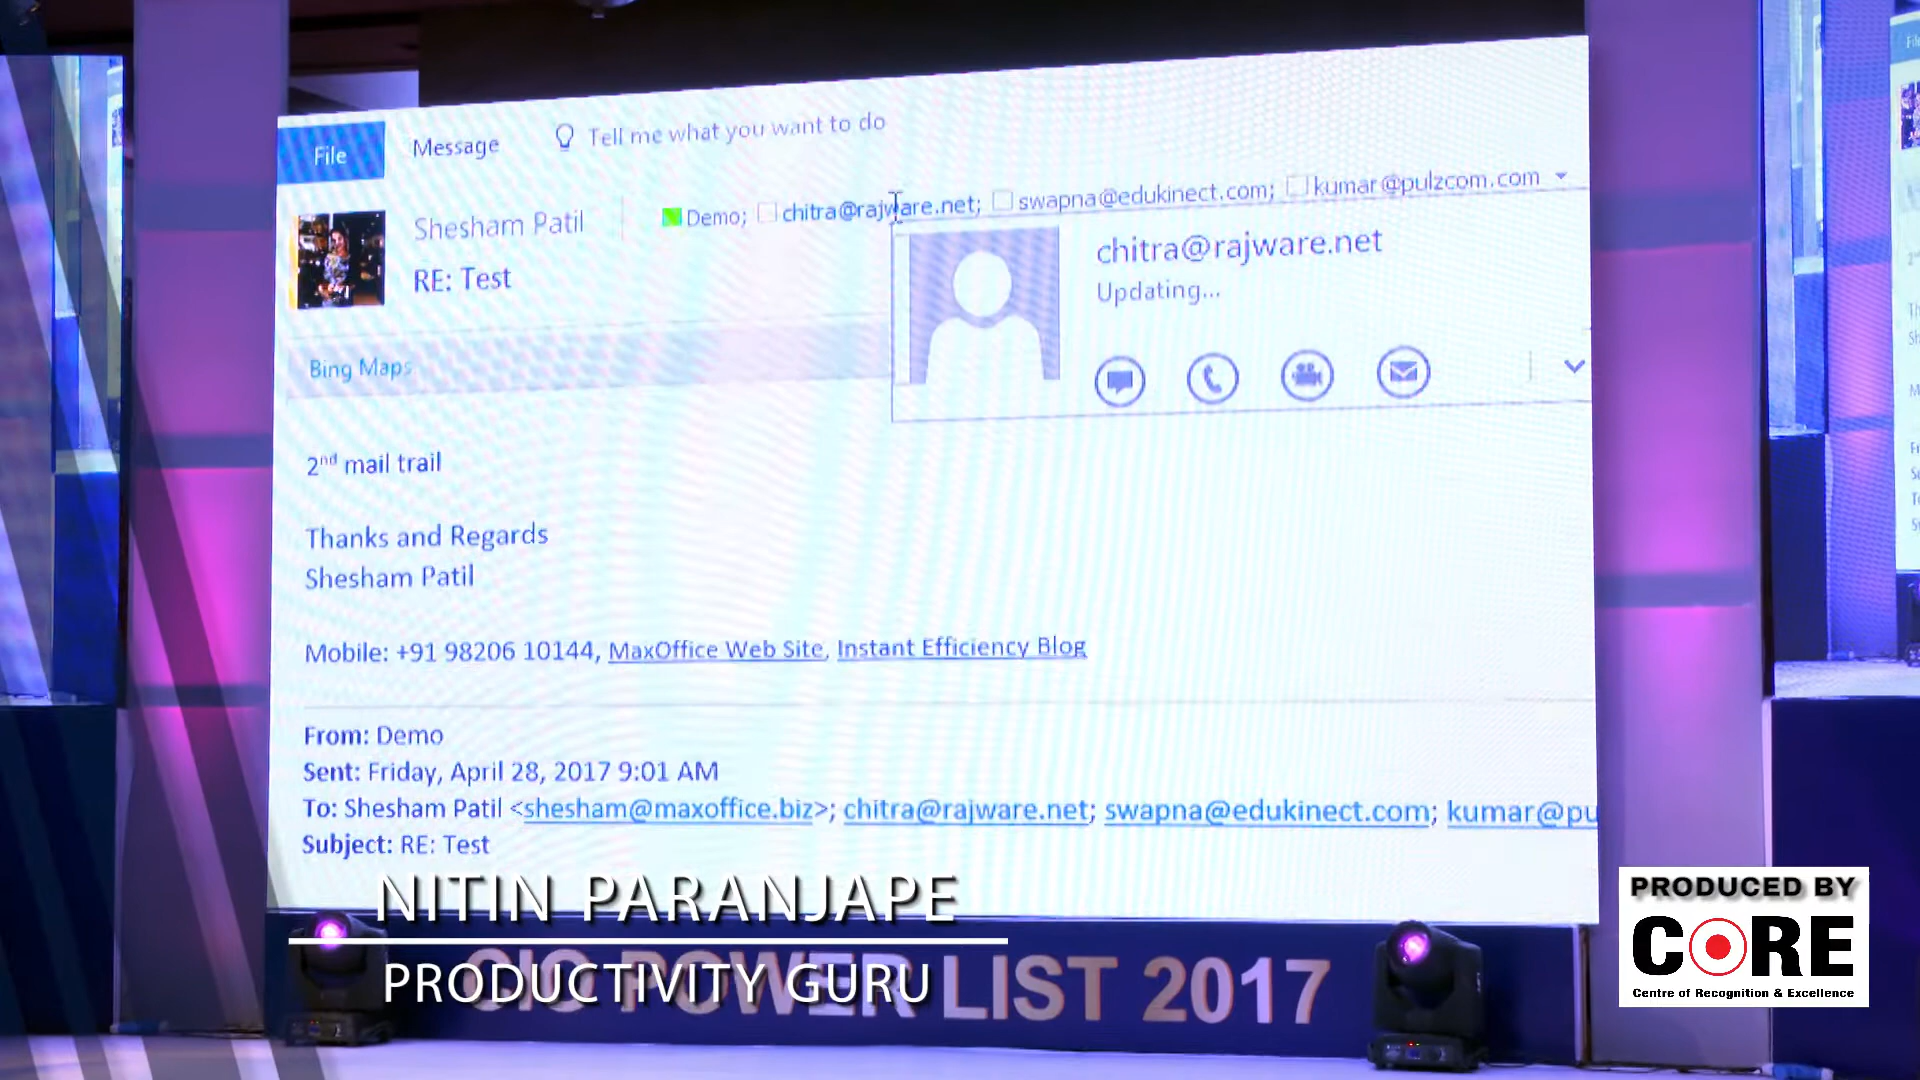 File Message Tell me what you want to do
Shesham Patil Demo; chitra@rajware.net; swapna@edukinect.com; kumar@pulzcom.com
RE: Test
chitra@rajware.net
Updating...
Bing Maps
2nd mail trail
Thanks and Regards
Shesham Patil
Mobile: +91 98206 10144, MaxOffice Web Site, Instant Efficiency Blog
From: Demo
Sent: Friday, April 28, 2017 9:01 AM
To: Shesham Patil <shesham@maxoffice.biz>; chitra@rajware.net; swapna@edukinect.com; kumar@pu
Subject: RE: Test
NITIN PARANJAPE
PRODUCTIVITY GURU
CIO POWER LIST 2017
PRODUCED BY
CORE
Centre of Recognition & Excellence